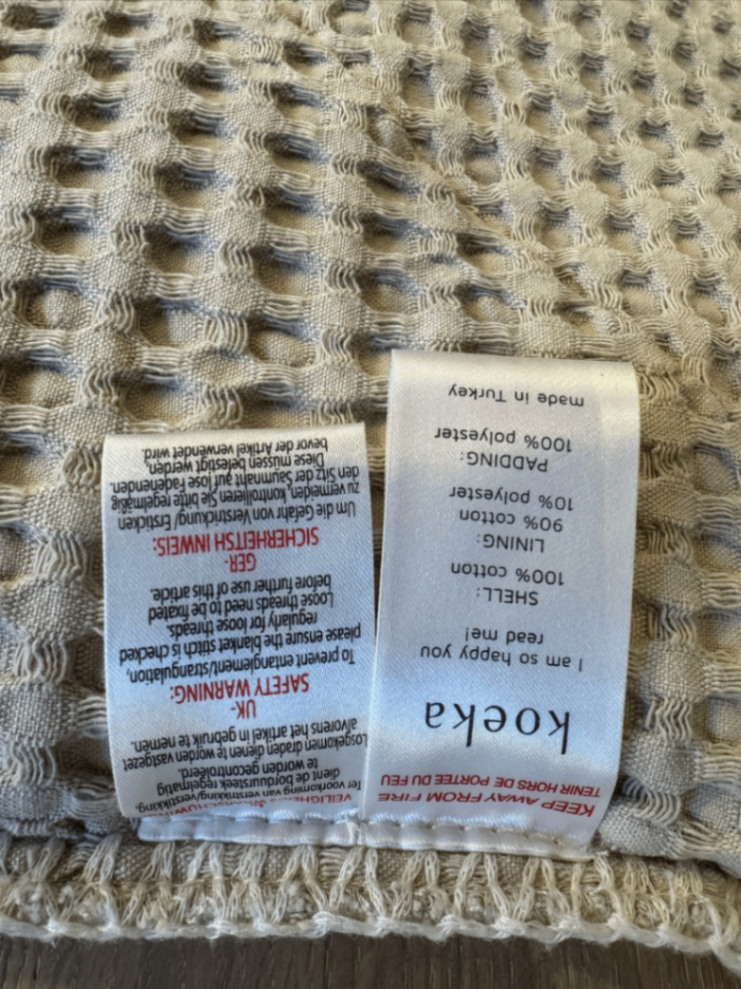 KEEP AWAY FROM FIRE
TENIR HORS DE PORTEE DU FEU
koeka
I am so happy you
read me!
SHELL:
100% cotton
LINING:
90% cotton
10% polyester
PADDING:
100% polyester
made in Turkey
Ter voorkoming van verstrikking/verstikking,
dient de borduursteek regelmatig
te worden gecontroleerd.
Losgekomen draden dienen te worden vastgezet
alvorens het artikel in gebruik te nemen.
UK-
SAFETY WARNING:
To prevent entanglement/strangulation,
please ensure the blanket stitch is checked
regularly for loose threads.
Loose threads need to be fixated
before further use of this article.
GER-
SICHERHEITSH INWEIS:
Um die Gefahr von Verstrickung/ Ersticken
zu vermeiden, kontrollieren Sie bitte regelmäßig
den Sitz der Saumnaht auf lose Fadenenden.
Diese müssen befestigt werden,
bevor der Artikel verwendet wird.